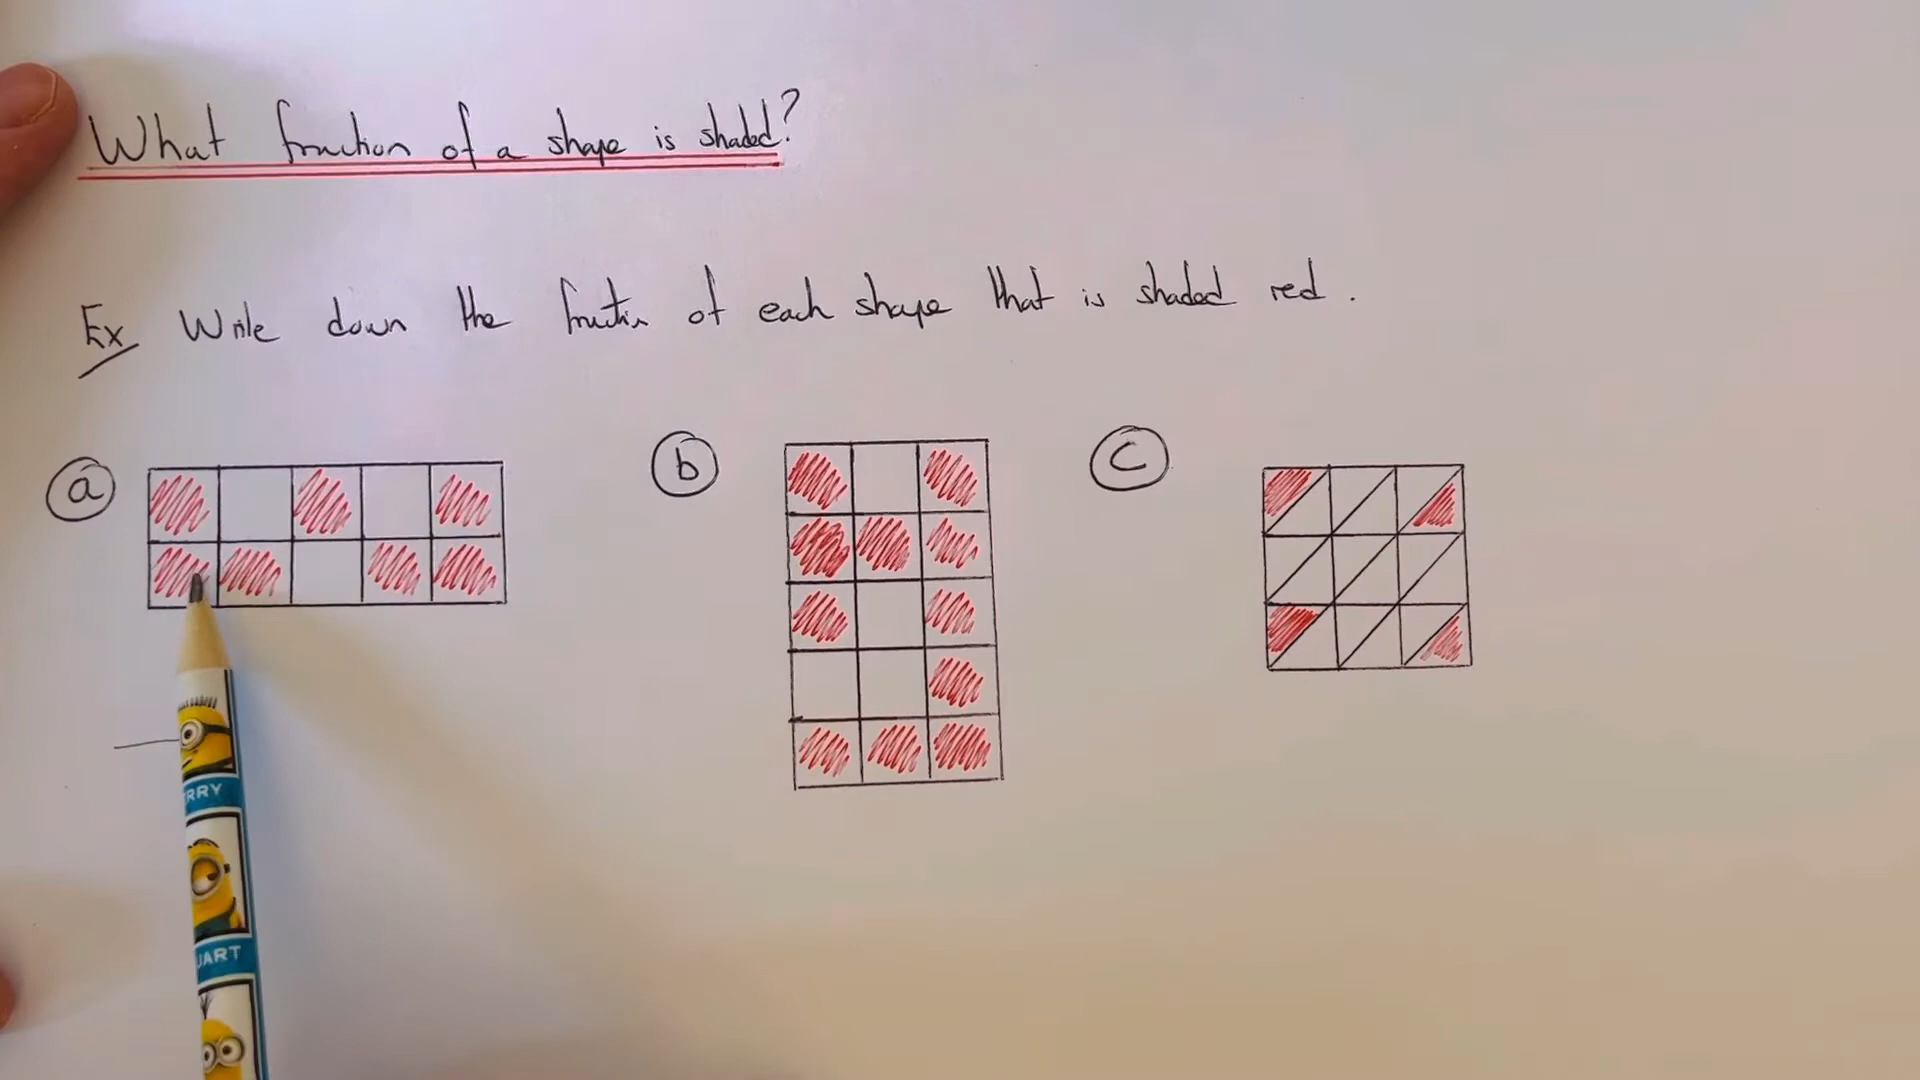 What fraction of a shape is shaded?
Ex Write down the fraction of each shape that is shaded red.
a
b
c
RRY
UART